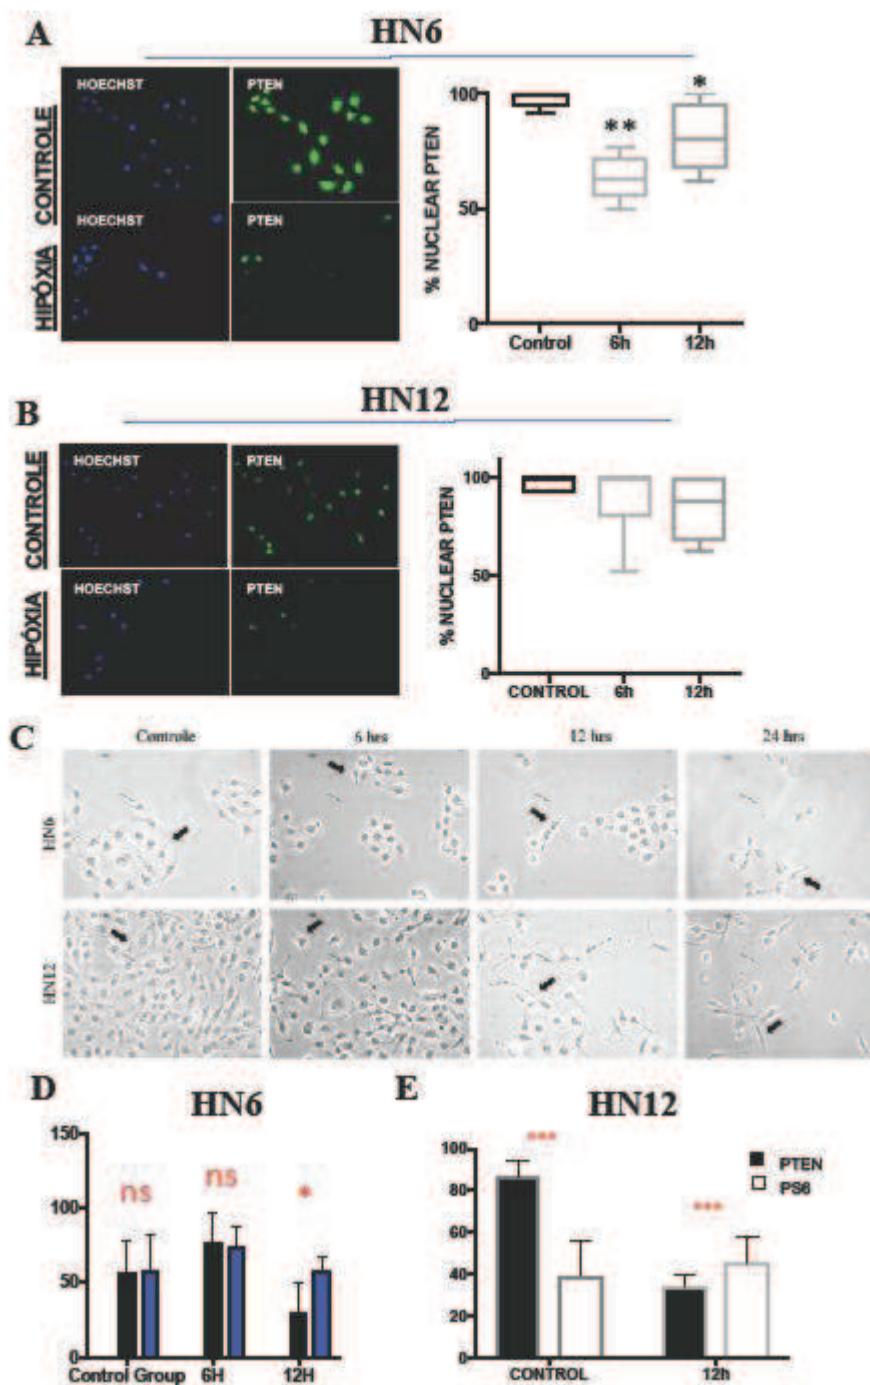 A
HN6
CONTROLE
HIPÓXIA
HOECHST
PTEN
HOECHST
PTEN
% NUCLEAR PTEN
100
50
0
**
*
Control
6h
12h
B
HN12
CONTROLE
HIPÓXIA
HOECHST
PTEN
HOECHST
PTEN
% NUCLEAR PTEN
100
50
0
CONTROL
6h
12h
C
Controle
6 hrs
12 hrs
24 hrs
HN6
HN12
D
HN6
150
100
50
0
ns
ns
*
Control Group
6H
12H
E
HN12
100
80
60
40
20
0
***
***
PTEN
PS6
CONTROL
12h